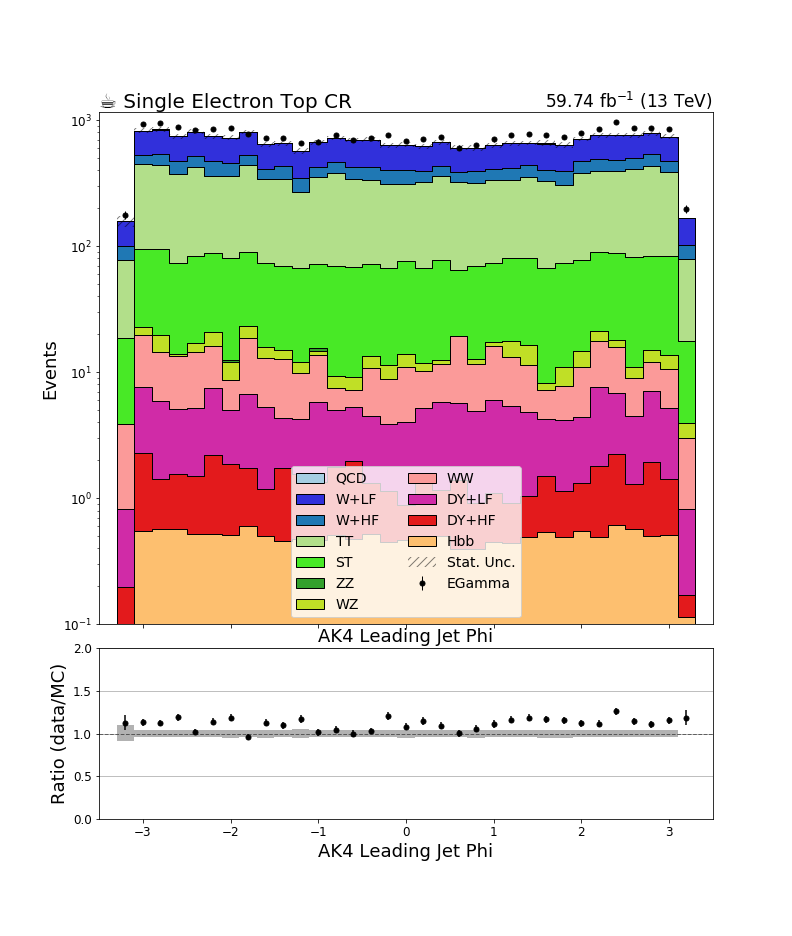 ☕ Single Electron Top CR 59.74 fb⁻¹ (13 TeV)
10³
10²
10¹
10⁰
10⁻¹
Events
QCD WW
W+LF DY+LF
W+HF DY+HF
TT Hbb
ST Stat. Unc.
ZZ EGamma
WZ
AK4 Leading Jet Phi
2.0
1.5
1.0
0.5
0.0
Ratio (data/MC)
−3 −2 −1 0 1 2 3
AK4 Leading Jet Phi